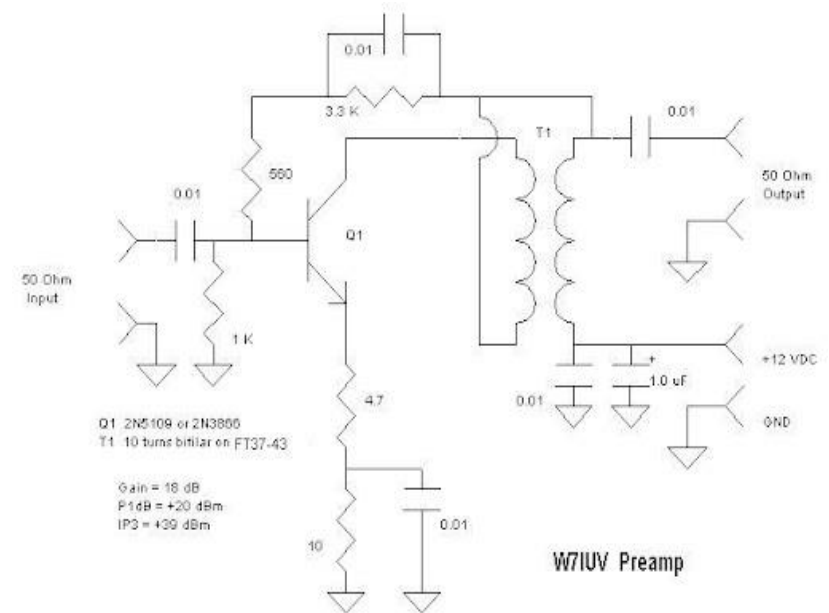 0.01
3.3 K
0.01
T1
560
50 Ohm
Output
0.01
Q1
50 Ohm
Input
1 K
+12 VDC
+
1.0 uF
0.01
4.7
GND
Q1 2N5109 or 2N3866
T1 10 turns bifilar on FT37-43
Gain = 18 dB
P1dB = +20 dBm
IP3 = +39 dBm
0.01
10
W7IUV Preamp